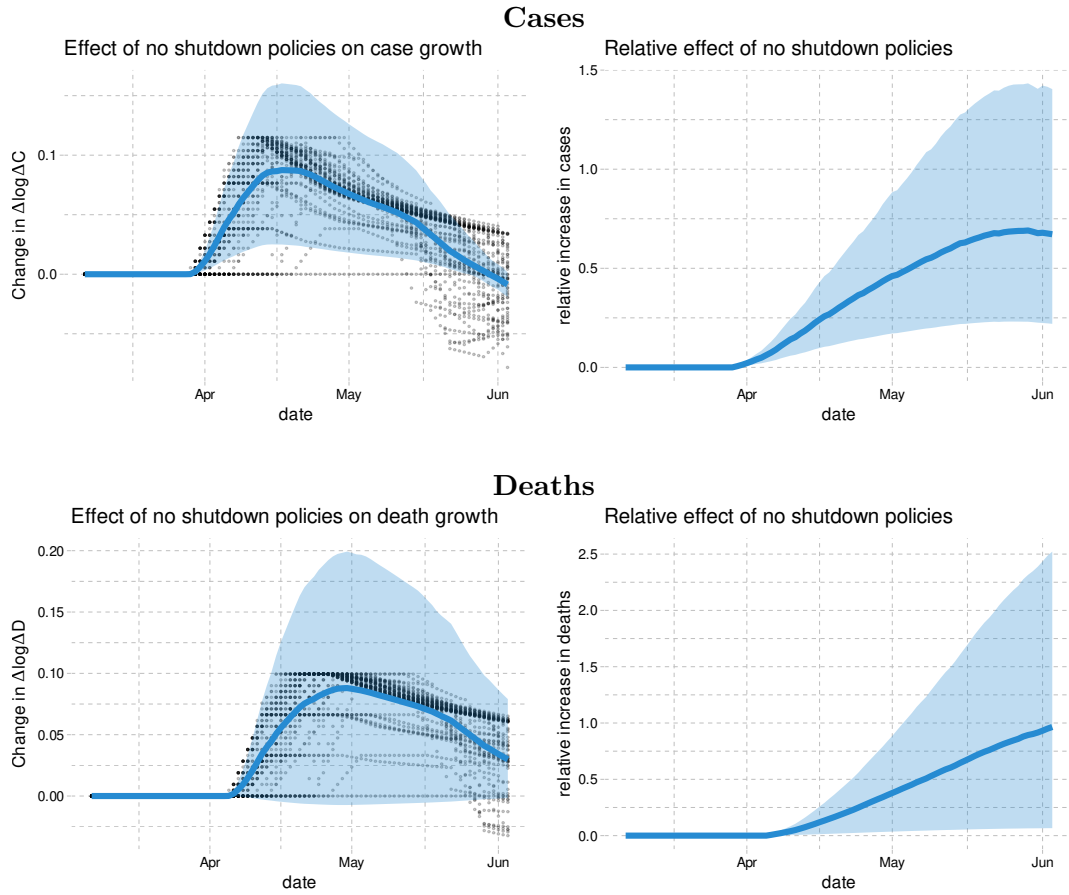 Cases
Effect of no shutdown policies on case growth
Change in ΔlogΔC
0.1
0.0
Apr
May
Jun
date
Relative effect of no shutdown policies
relative increase in cases
1.5
1.0
0.5
0.0
Apr
May
Jun
date
Deaths
Effect of no shutdown policies on death growth
Change in ΔlogΔD
0.20
0.15
0.10
0.05
0.00
Apr
May
Jun
date
Relative effect of no shutdown policies
relative increase in deaths
2.5
2.0
1.5
1.0
0.5
0.0
Apr
May
Jun
date